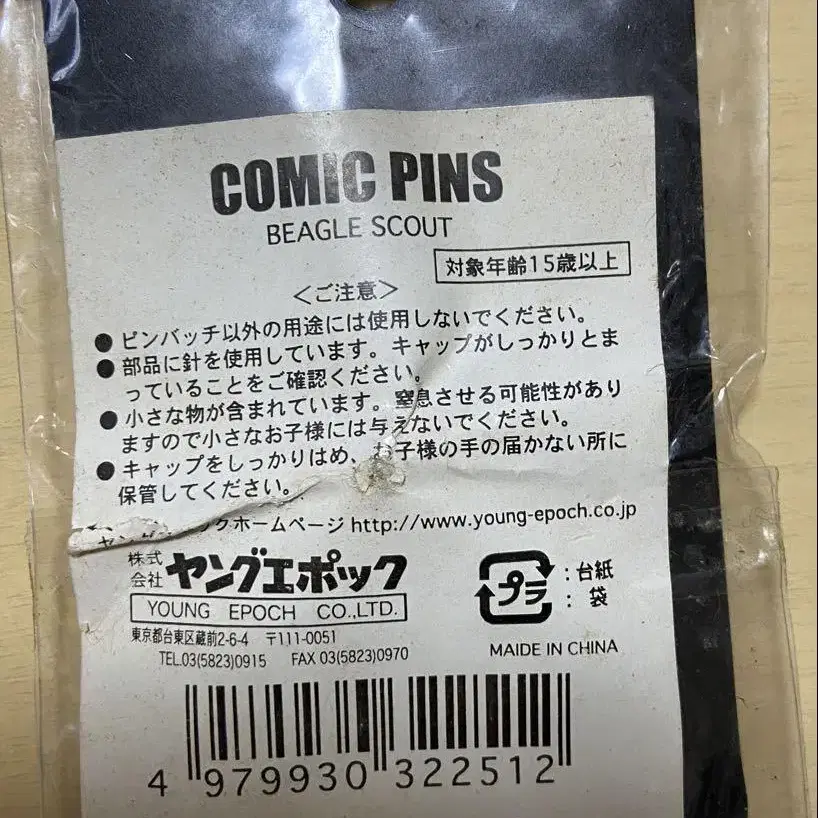 COMIC PINS
BEAGLE SCOUT
対象年齢15歳以上
＜ご注意＞
● ピンバッチ以外の用途には使用しないでください。
● 部品に針を使用しています。キャップがしっかりとま
っていることをご確認ください。
● 小さな物が含まれています。窒息させる可能性があり
ますので小さなお子様には与えないでください。
● キャップをしっかりはめ、お子様の手の届かない所に
保管してください。
ックホームページ http://www.young-epoch.co.jp
株式会社 ヤングエポック
YOUNG EPOCH CO.,LTD.
東京都台東区蔵前2-6-4 〒111-0051
TEL.03(5823)0915 FAX 03(5823)0970
プラ : 台紙
: 袋
MADE IN CHINA
4 979930 322512